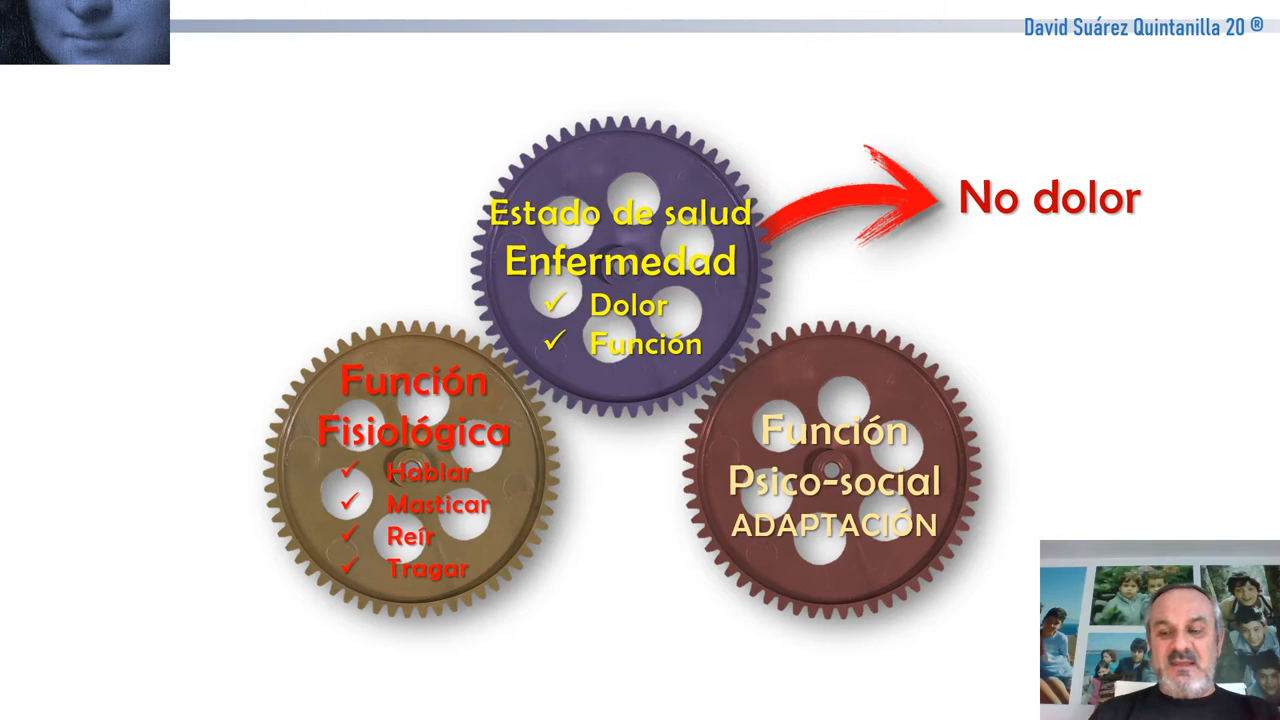 David Suárez Quintanilla 20 ®
Estado de salud
Enfermedad
✓ Dolor
✓ Función
No dolor
Función
Fisiológica
✓ Hablar
✓ Masticar
✓ Reír
✓ Tragar
Función
Psico-social
ADAPTACIÓN